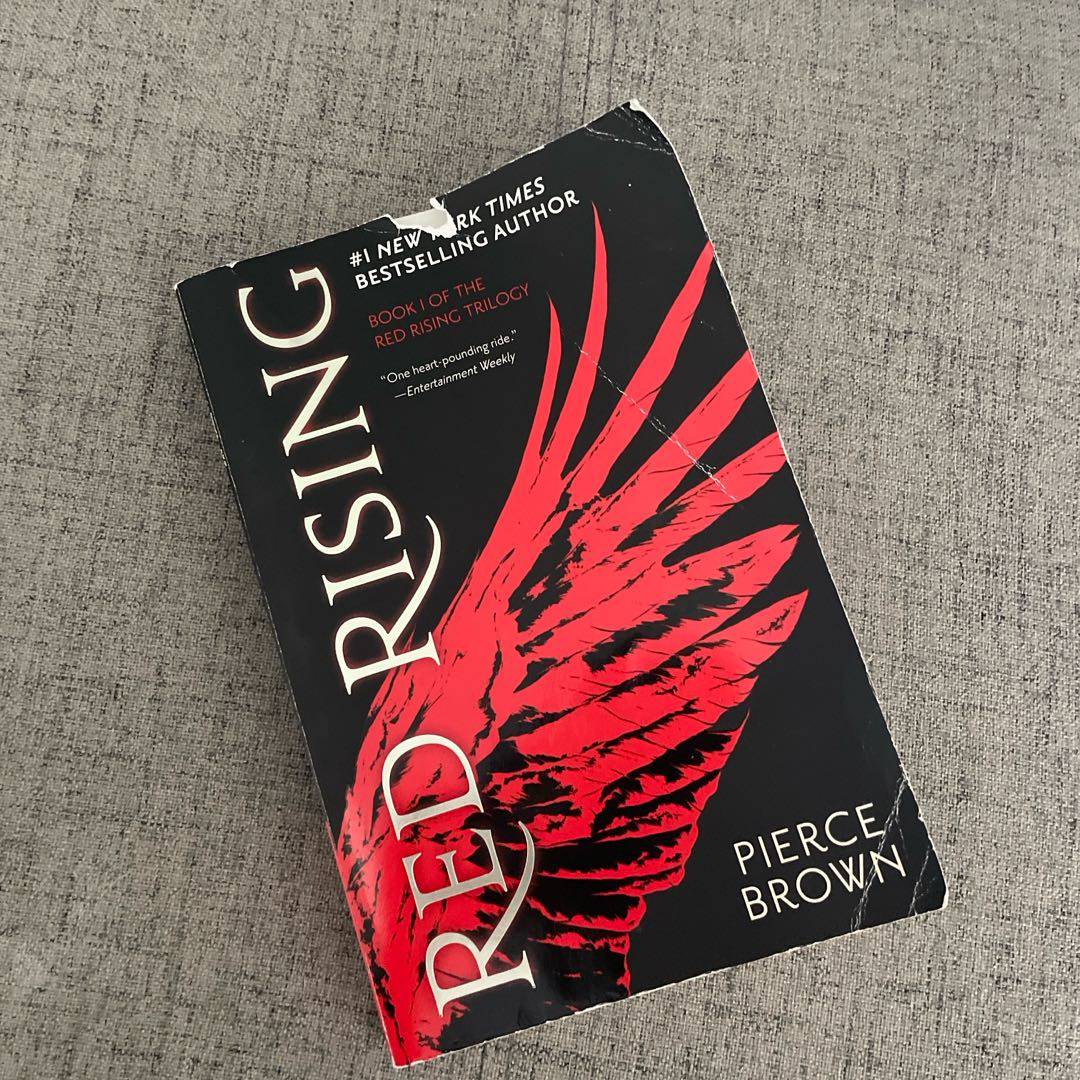 #1 NEW RK TIMES
BESTSELLING AUTHOR
BOOK I OF THE
RED RISING TRILOGY
“One heart-pounding ride.”
—Entertainment Weekly
RED RISING
PIERCE
BROWN